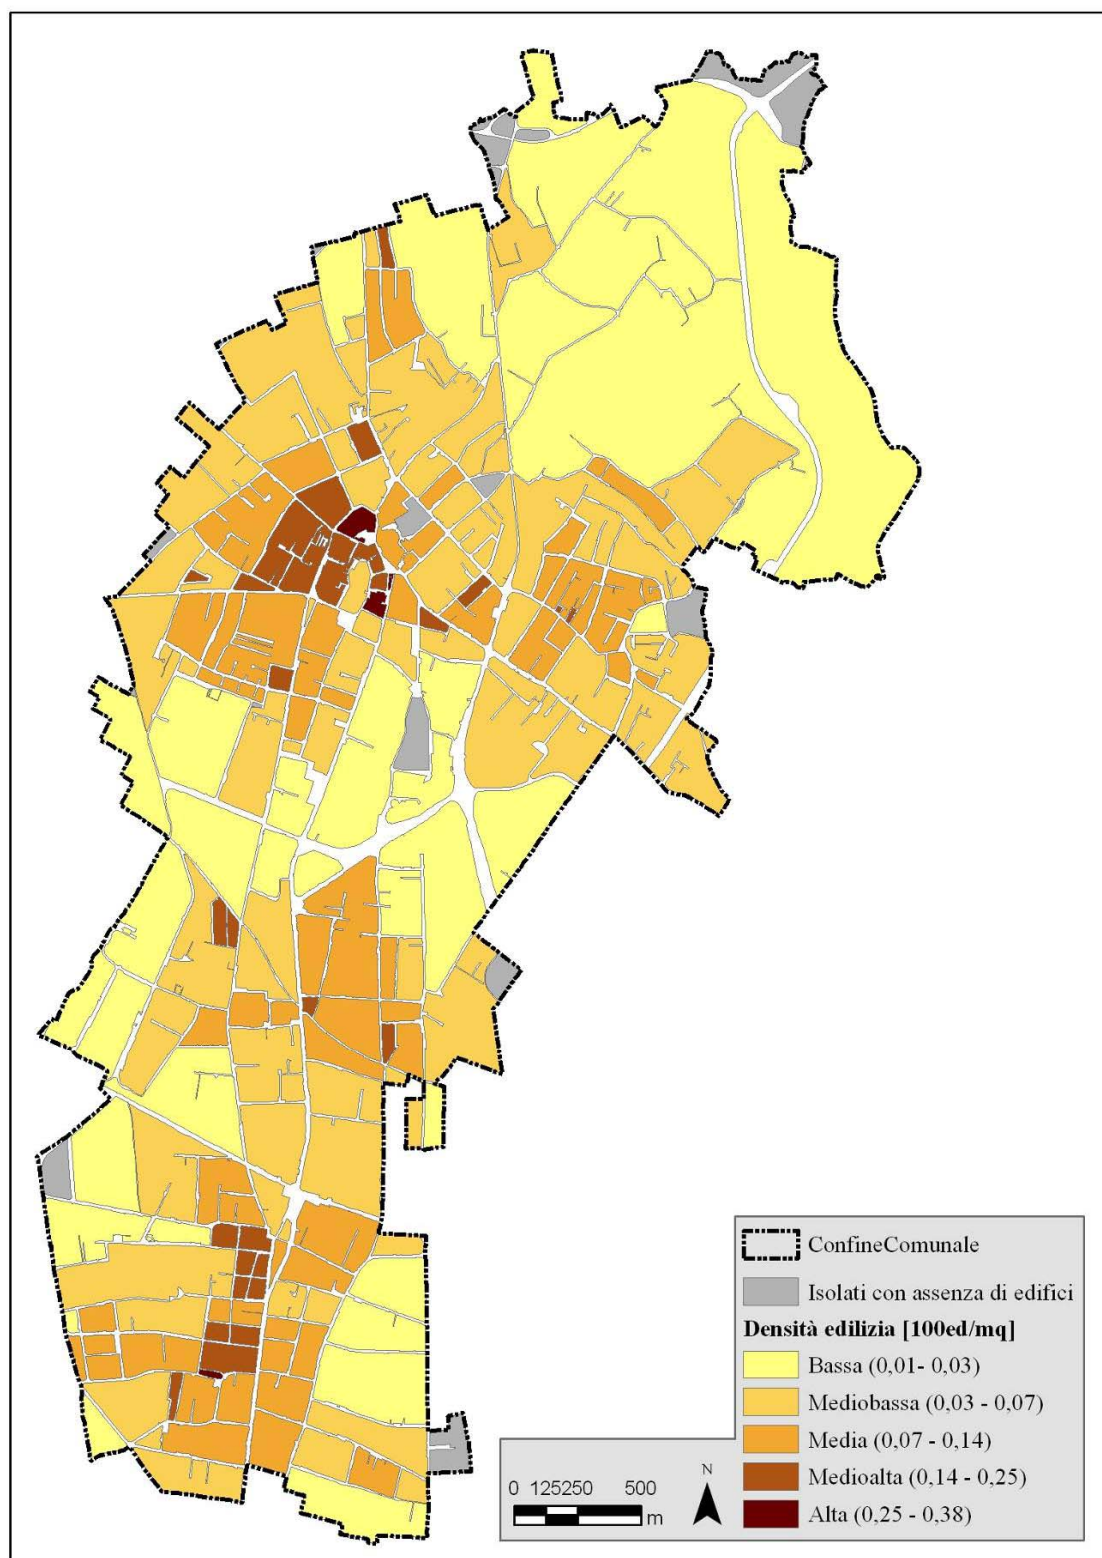 ConfineComunale
Isolati con assenza di edifici
Densità edilizia [100ed/mq]
Bassa (0,01- 0,03)
Mediobassa (0,03 - 0,07)
Media (0,07 - 0,14)
Medioalta (0,14 - 0,25)
Alta (0,25 - 0,38)
0 125250 500
m
N